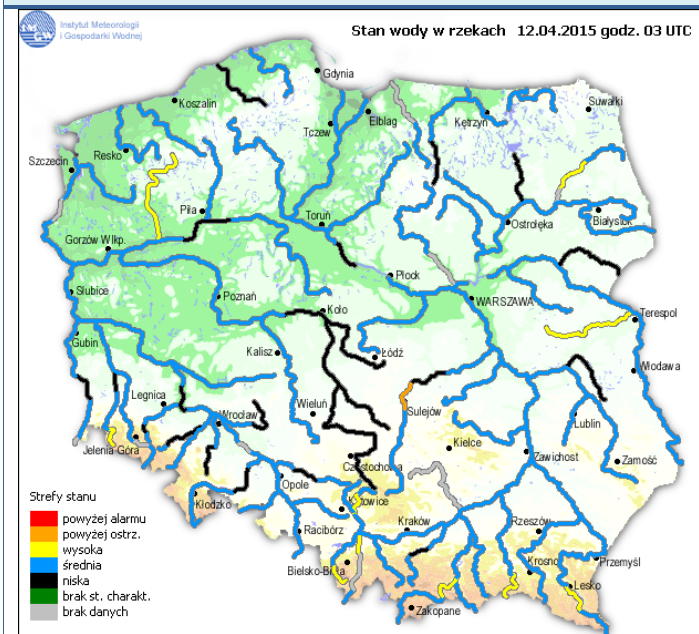 Instytut Meteorologii
i Gospodarki Wodnej
Stan wody w rzekach 12.04.2015 godz. 03 UTC
Gdynia
Koszalin
Suwałki
Tczew
Elbląg
Kętrzyn
Szczecin
Resko
Piła
Toruń
Ostrołęka
Białystok
Gorzów Wlkp.
Płock
Słubice
Poznań
Koło
WARSZAWA
Terespol
Gubin
Kalisz
Łódź
Włodawa
Legnica
Wrocław
Wieluń
Sulejów
Lublin
Jelenia Góra
Kielce
Zawichost
Zamość
Częstochowa
Opole
Strefy stanu
Kłodzko
Katowice
powyżej alarmu
powyżej ostrz.
Racibórz
Kraków
Rzeszów
wysoka
średnia
Bielsko-Biała
Krosno
Przemyśl
niska
Lesko
brak st. charakt.
Zakopane
brak danych